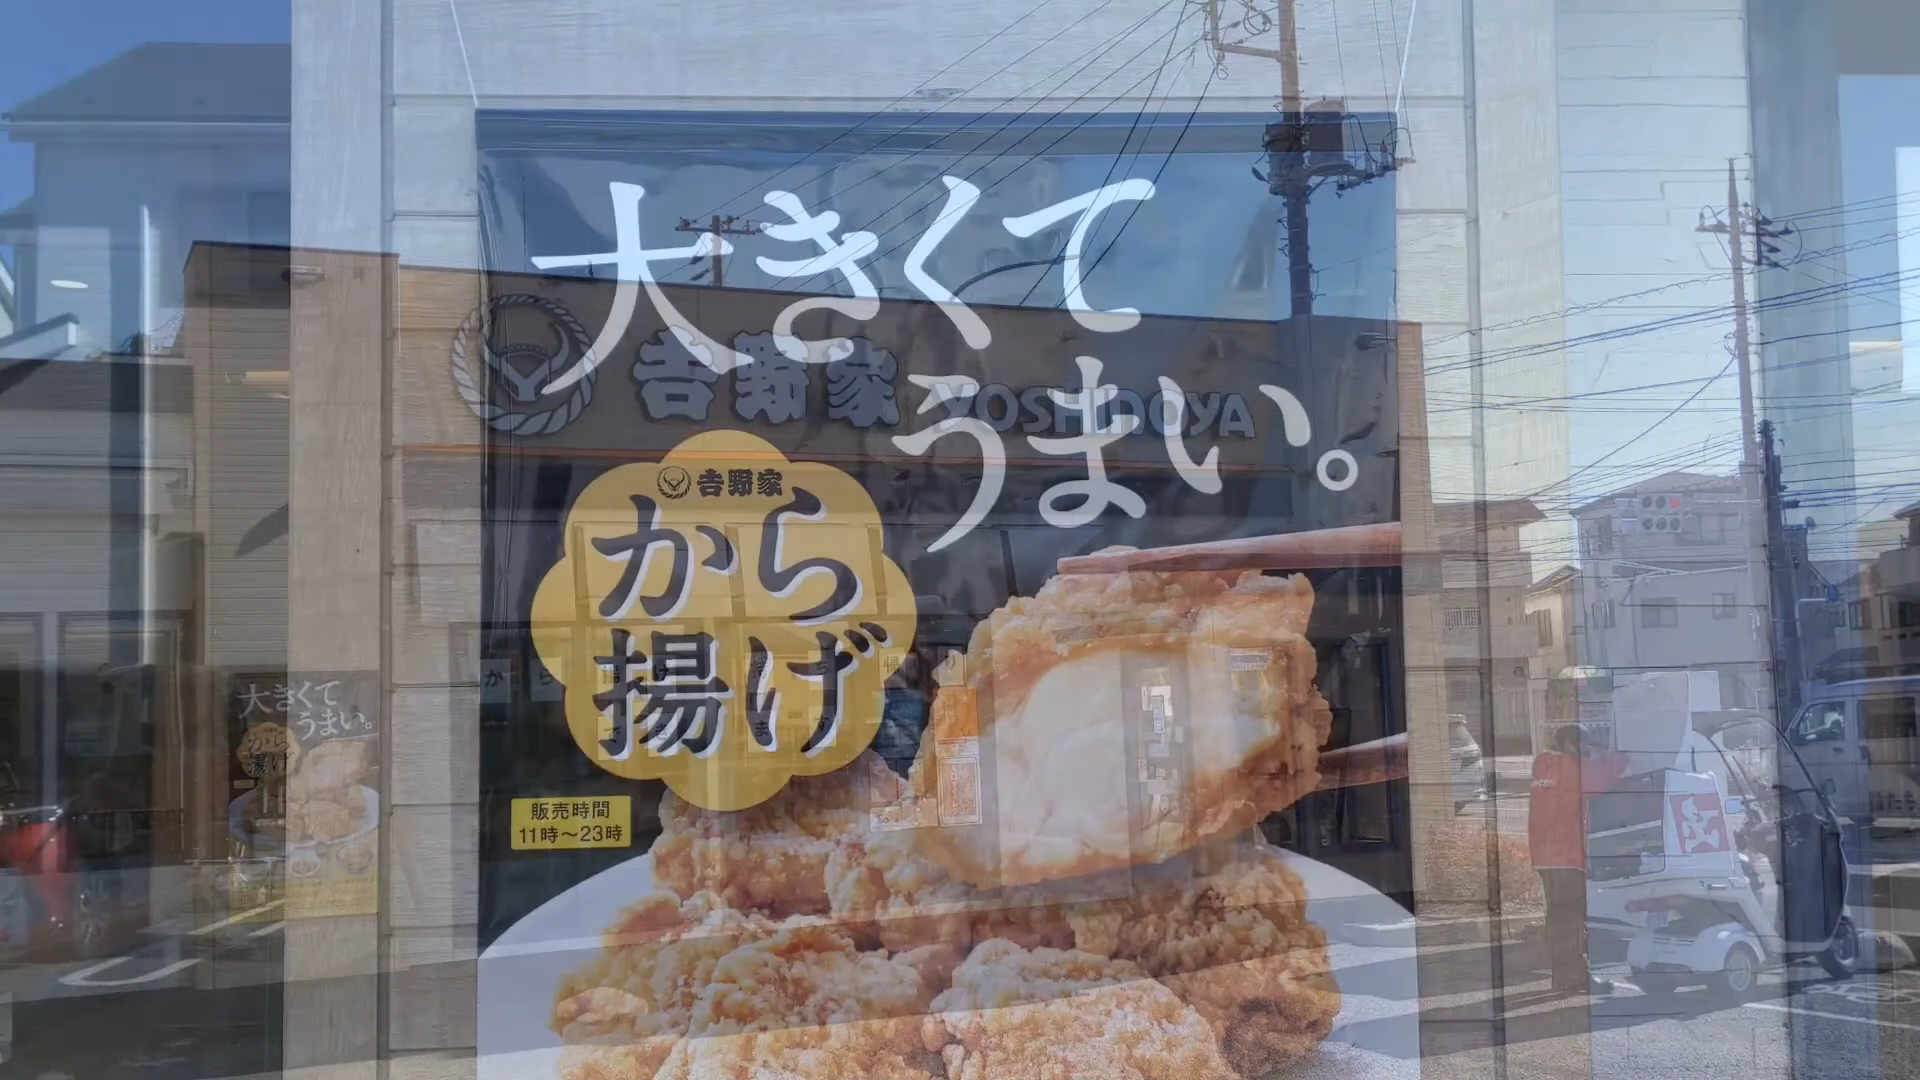 大きくて
うまい。
吉野家 YOSHINOYA
吉野家
から
揚げ
販売時間
11時～23時
大きくて
うまい。
から
揚げ